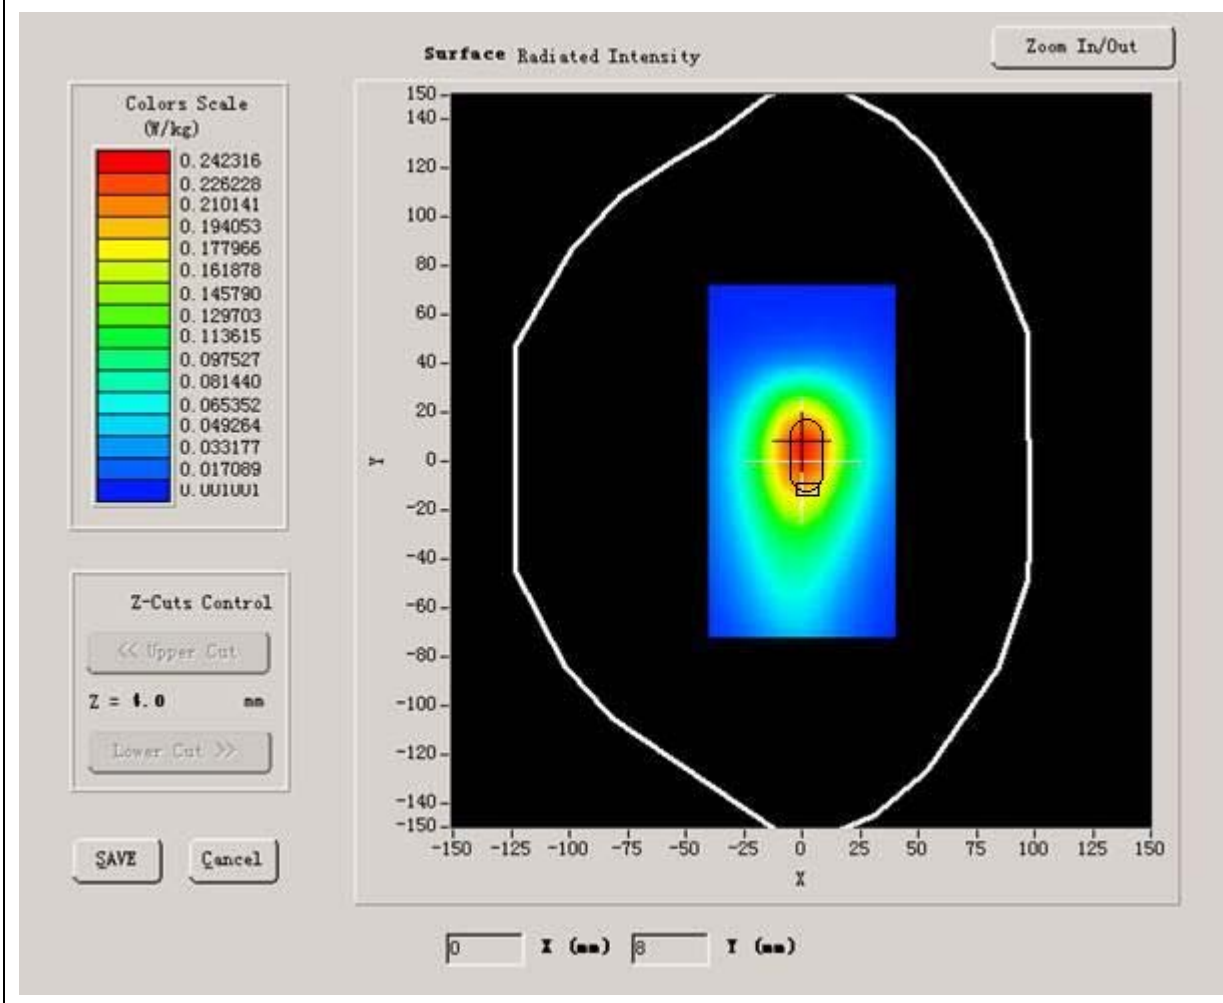 Surface Radiated Intensity
Zoom In/Out
Colors Scale
(W/kg)
0.242316
0.226228
0.210141
0.194053
0.177966
0.161878
0.145790
0.129703
0.113615
0.097527
0.081440
0.065352
0.049264
0.033177
0.017089
0.001001
Z-Cuts Control
<< Upper Cut
Z = mm
Lower Cut >>
SAVE Cancel
150
140
120
100
80
60
40
20
0
-20
-40
-60
-80
-100
-120
-140
-150
Y
-150 -125 -100 -75 -50 -25 0 25 50 75 100 125 150
X
0 X (mm) 8 Y (mm)